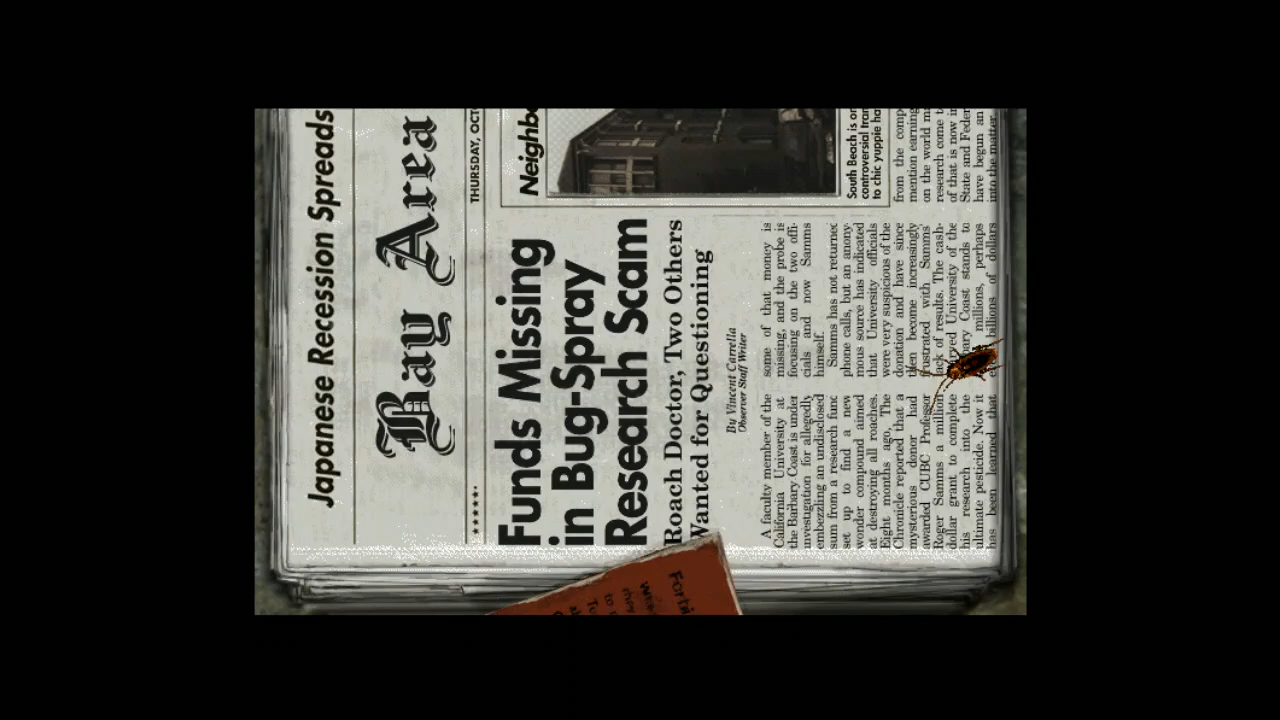 Japanese Recession Spreads
Bay Area
★★★★★
THURSDAY, OCT
Funds Missing
in Bug-Spray
Research Scam
Roach Doctor, Two Others
Wanted for Questioning
By Vincent Carrella
Observer Staff Writer
A faculty member of the
California University at
the Barbary Coast is under
investigation for allegedly
embezzling an undisclosed
sum from a research func
set up to find a new
wonder compound aimed
at destroying all roaches.
Eight months ago, The
Chronicle reported that a
mysterious donor had
awarded CUBC Professor
Roger Samms a million
dollar grant to complete
his research into the
ultimate pesticide. Now it
has been learned that
some of that money is
missing, and the probe is
focusing on the two offi-
cials and now Samms
himself.
Samms has not returned
phone calls, but an anony-
mous source has indicated
that University officials
were very suspicious of the
donation and have since
then become increasingly
frustrated with Samms
lack of results. The cash-
University of the
Coast stands to
millions, perhaps
billions of dollars
Neighbo
South Beach is on
controversial tran
to chic yuppie ha
from the comp
mention earning
on the world ma
research come t
of that is now in
State and Feder
have begun an
into the matter.